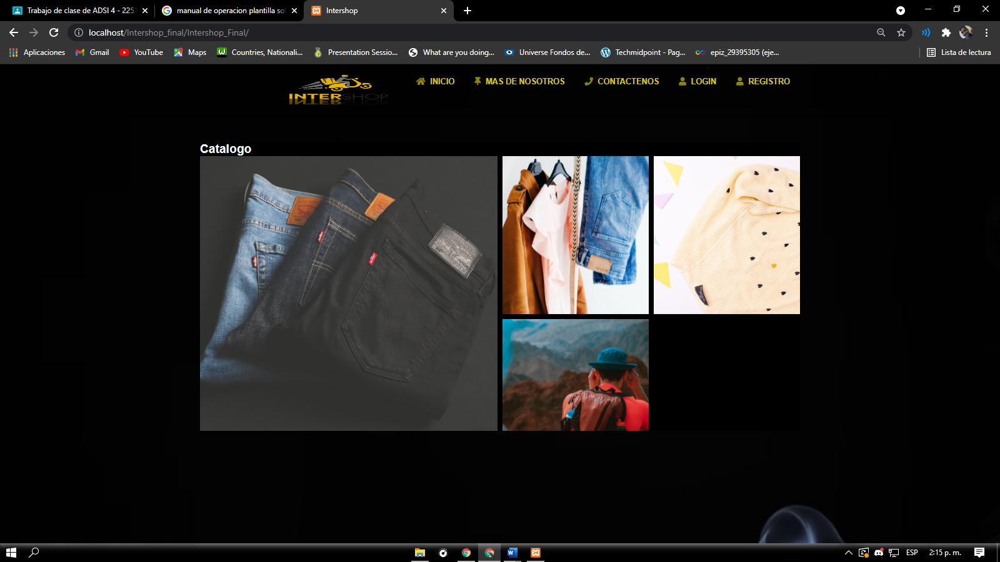 Trabajo de clase de ADSI 4 - 2251
manual de operacion plantilla so
Intershop
localhost/Intershop_final/Intershop_Final/
Aplicaciones
Gmail
YouTube
Maps
Countries, Nationali...
Presentation Sessio...
What are you doing...
Universe Fondos de...
Techmidpoint - Pag...
epiz_29395305 (eje...
Lista de lectura
INTERSHOP
INICIO
MAS DE NOSOTROS
CONTACTENOS
LOGIN
REGISTRO
Catalogo
ESP
2:15 p. m.